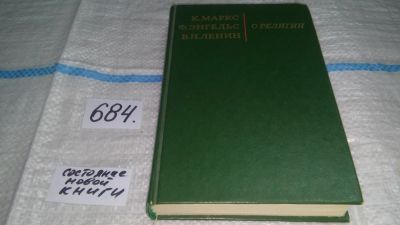 К. МАРКС
Ф. ЭНГЕЛЬС
В.И. ЛЕНИН
О РЕЛИГИИ
684.
СОСТОЯНИЕ
НОВОЙ
КНИГИ